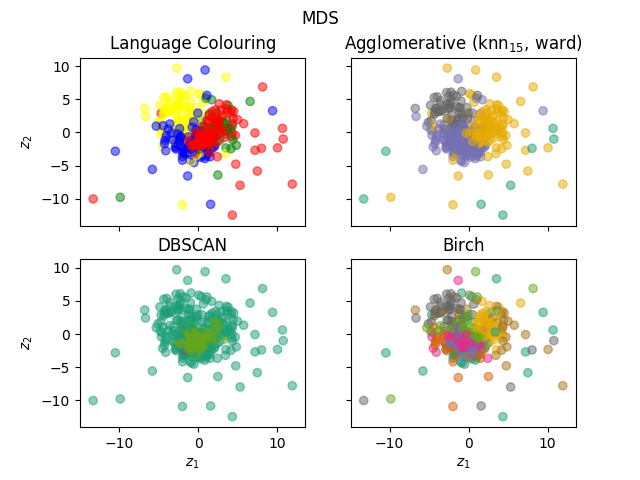 MDS
Language Colouring
Agglomerative (knn₁₅, ward)
10
5
0
−5
−10
z₂
DBSCAN
Birch
10
5
0
−5
−10
z₂
−10
0
10
−10
0
10
z₁
z₁